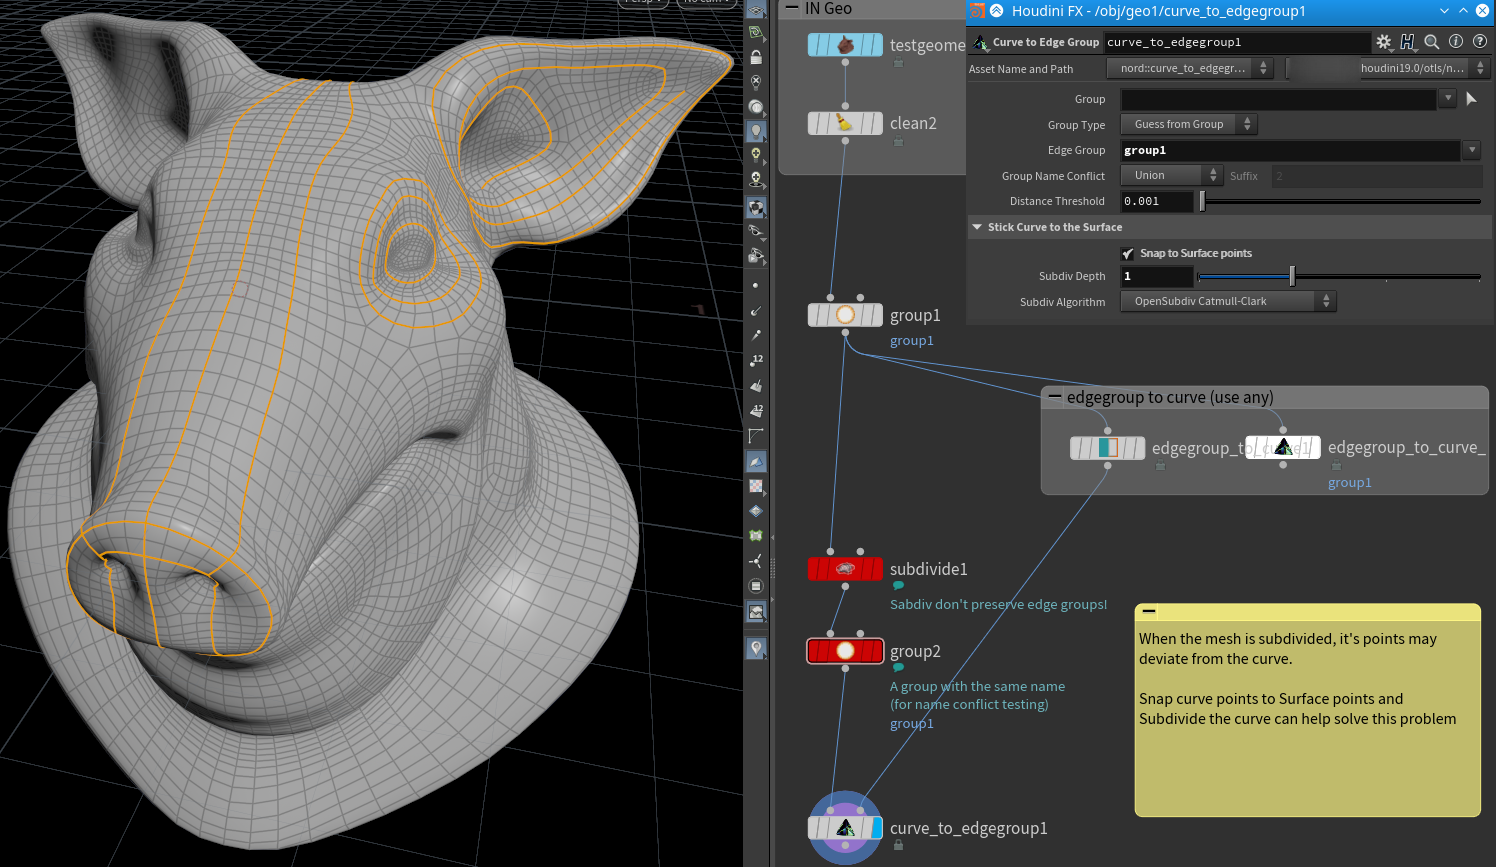 IN Geo
testgeome
clean2
group1
group1
edgegroup to curve (use any)
edgegroup_to_curve1
edgegroup_to_curve_
group1
subdivide1
Sabdiv don't preserve edge groups!
group2
A group with the same name
(for name conflict testing)
group1
curve_to_edgegroup1
When the mesh is subdivided, it's points may
deviate from the curve.
Snap curve points to Surface points and
Subdivide the curve can help solve this problem
Houdini FX - /obj/geo1/curve_to_edgegroup1
Curve to Edge Group curve_to_edgegroup1
Asset Name and Path nord::curve_to_edgegr... houdini19.0/otls/n...
Group
Group Type Guess from Group
Edge Group group1
Group Name Conflict Union Suffix 2
Distance Threshold 0.001
Stick Curve to the Surface
Snap to Surface points
Subdiv Depth 1
Subdiv Algorithm OpenSubdiv Catmull-Clark
12
12